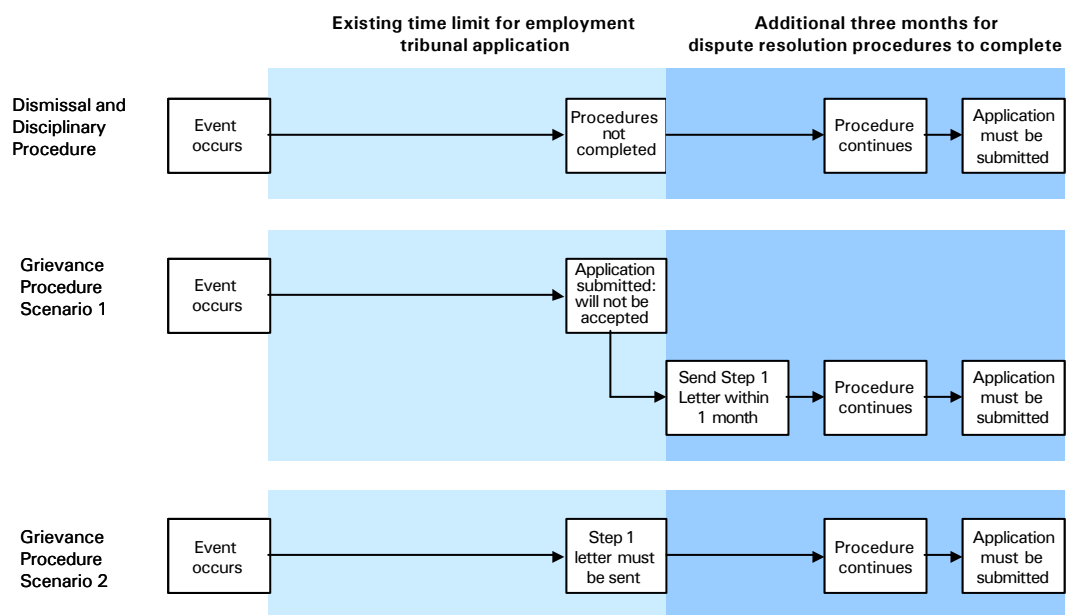 Existing time limit for employment
tribunal application
Additional three months for
dispute resolution procedures to complete
Dismissal and
Disciplinary
Procedure
Event
occurs
Procedures
not
completed
Procedure
continues
Application
must be
submitted
Grievance
Procedure
Scenario 1
Event
occurs
Application
submitted:
will not be
accepted
Send Step 1
Letter within
1 month
Procedure
continues
Application
must be
submitted
Grievance
Procedure
Scenario 2
Event
occurs
Step 1
letter must
be sent
Procedure
continues
Application
must be
submitted